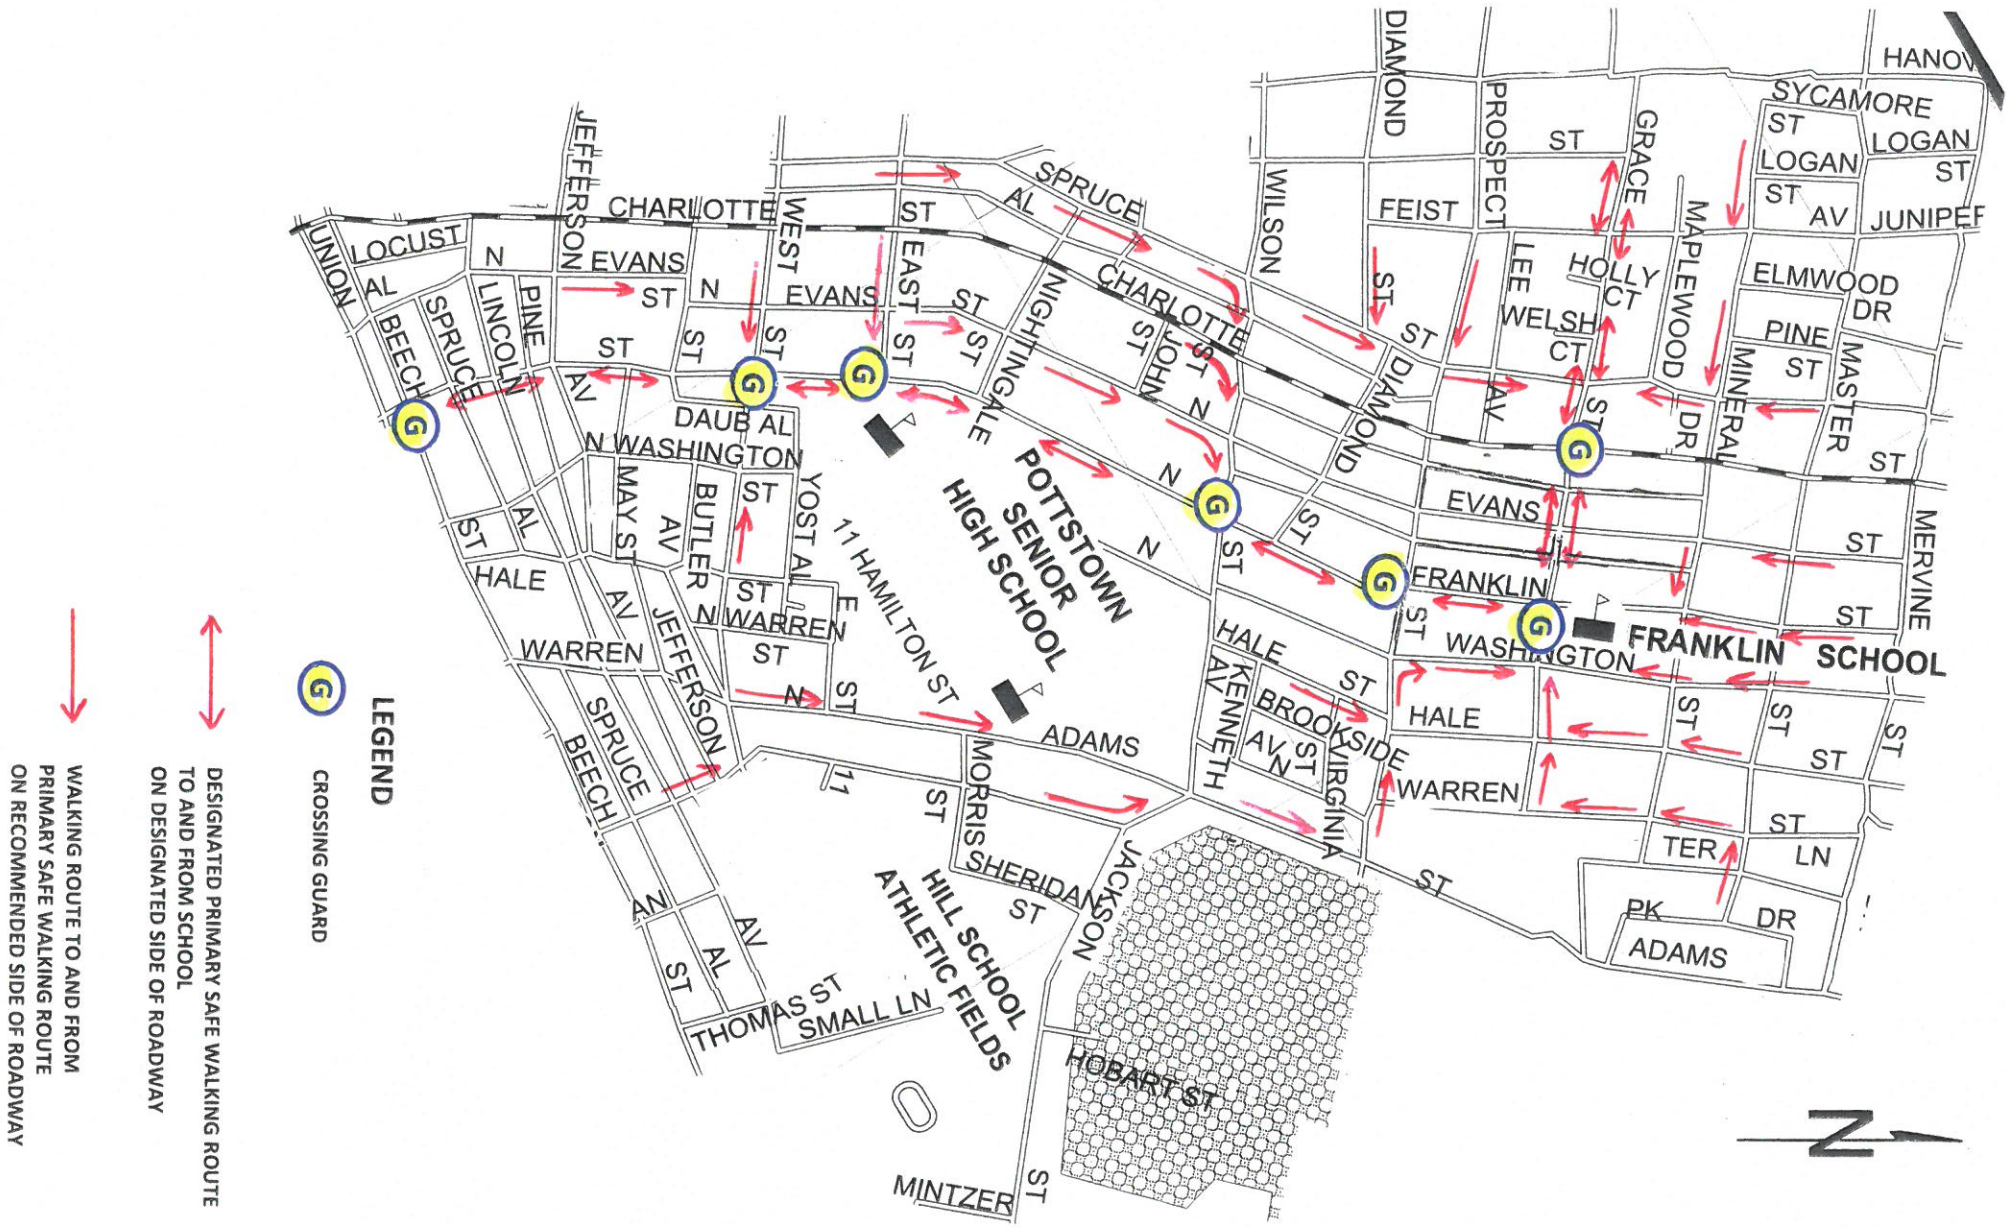 HANOV
SYCAMORE
ST
LOGAN
LOGAN
ST
ST
AV
JUNIPER
DIAMOND
PROSPECT
ST
GRACE
MAPLEWOOD
FEIST
WILSON
ST
LEE
HOLLY
CT
WELSH
CT
ELMWOOD
DR
PINE
ST
MASTER
MINERAL
DR
ST
AV
ST
ST
DIAMOND
ST
SPRUCE
AL
CHARLOTTE
ST
JEFFERSON
CHARLOTTE
WEST
EAST
ST
UNION
LOCUST
AL
N
EVANS
ST
N
EVANS
ST
ST
NIGHTINGALE
JOHN
ST
ST
N
N
BEECH
SPRUCE
LINCOLN
PINE
ST
AV
ST
ST
ST
G
G
G
G
G
G
G
DAUB AL
N WASHINGTON
ST
MAY ST
AV
BUTLER
YOST AL
11 HAMILTON ST
POTTSTOWN
SENIOR
HIGH SCHOOL
N
ST
EVANS
ST
MERVINE
FRANKLIN
ST
ST
WASHINGTON
FRANKLIN SCHOOL
ST
AL
HALE
AV
JEFFERSON
ST
N WARREN
E
ST
N
ST
WARREN
SPRUCE
BEECH
HALE
ST
AV
KENNETH
BROOKSIDE
AV
ST
N
VIRGINIA
HALE
ST
ST
ST
ST
WARREN
ST
TER
LN
PK
DR
ADAMS
ADAMS
ST
MORRIS
ST
11
SHERIDAN
ST
JACKSON
HILL SCHOOL
ATHLETIC FIELDS
AN
ST
AL
AV
THOMAS ST
SMALL LN
HOBART ST
MINTZER
ST
N
LEGEND
G
CROSSING GUARD
DESIGNATED PRIMARY SAFE WALKING ROUTE
TO AND FROM SCHOOL
ON DESIGNATED SIDE OF ROADWAY
WALKING ROUTE TO AND FROM
PRIMARY SAFE WALKING ROUTE
ON RECOMMENDED SIDE OF ROADWAY